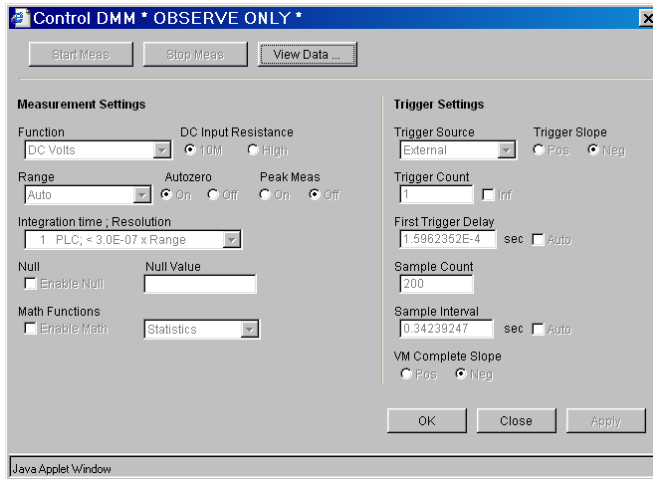 Control DMM * OBSERVE ONLY *
Start Meas Stop Meas View Data ...
Measurement Settings
Function DC Input Resistance
DC Volts 10M High
Range Autozero Peak Meas
Auto On Off On Off
Integration time ; Resolution
1 PLC; < 3.0E-07 x Range
Null Null Value
Enable Null
Math Functions
Enable Math Statistics
Trigger Settings
Trigger Source Trigger Slope
External Pos Neg
Trigger Count
1 Inf
First Trigger Delay
1.5962352E-4 sec Auto
Sample Count
200
Sample Interval
0.34239247 sec Auto
VM Complete Slope
Pos Neg
OK Close Apply
Java Applet Window